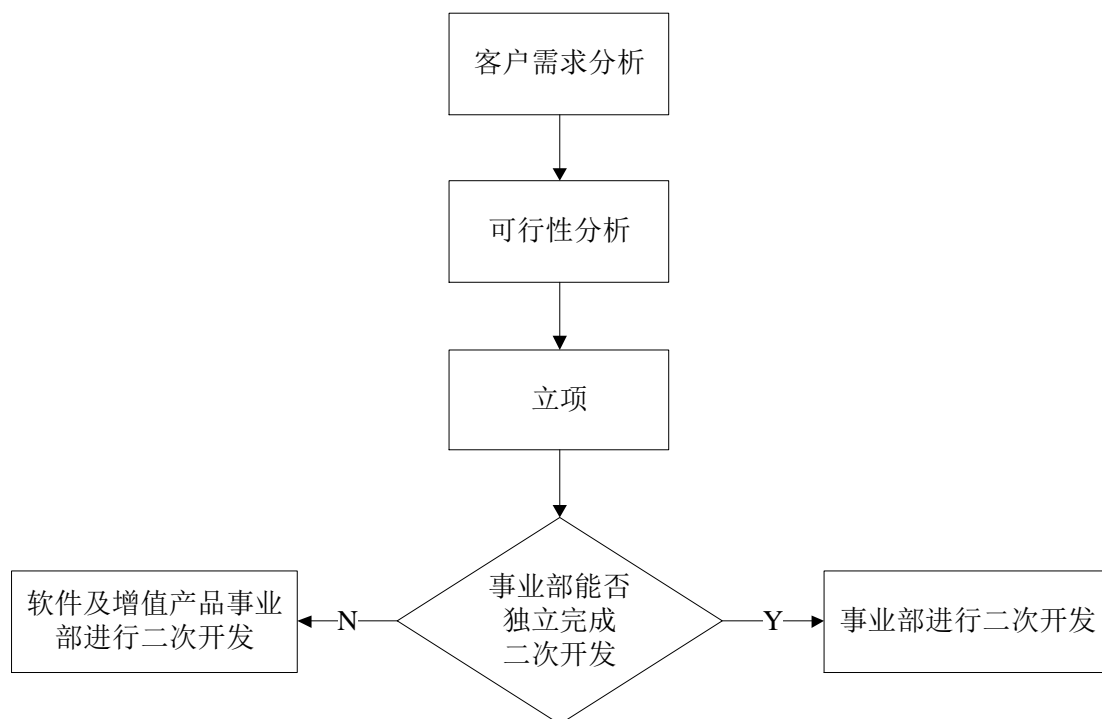 客户需求分析
可行性分析
立项
软件及增值产品事业
部进行二次开发
N
事业部能否
独立完成
二次开发
Y
事业部进行二次开发